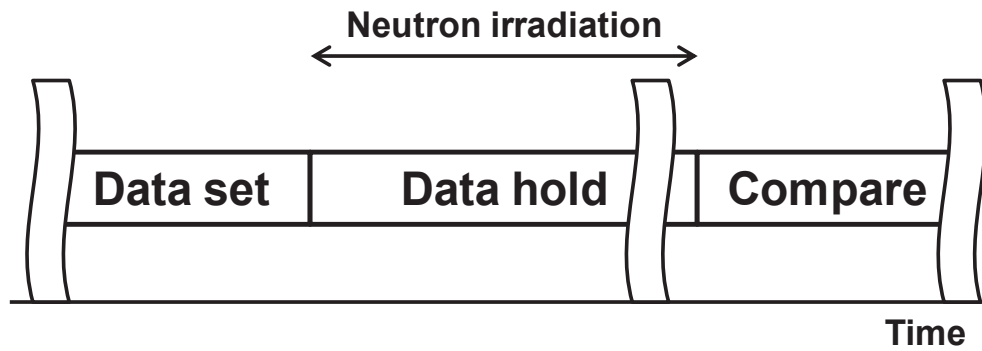 Neutron irradiation
Data set
Data hold
Compare
Time